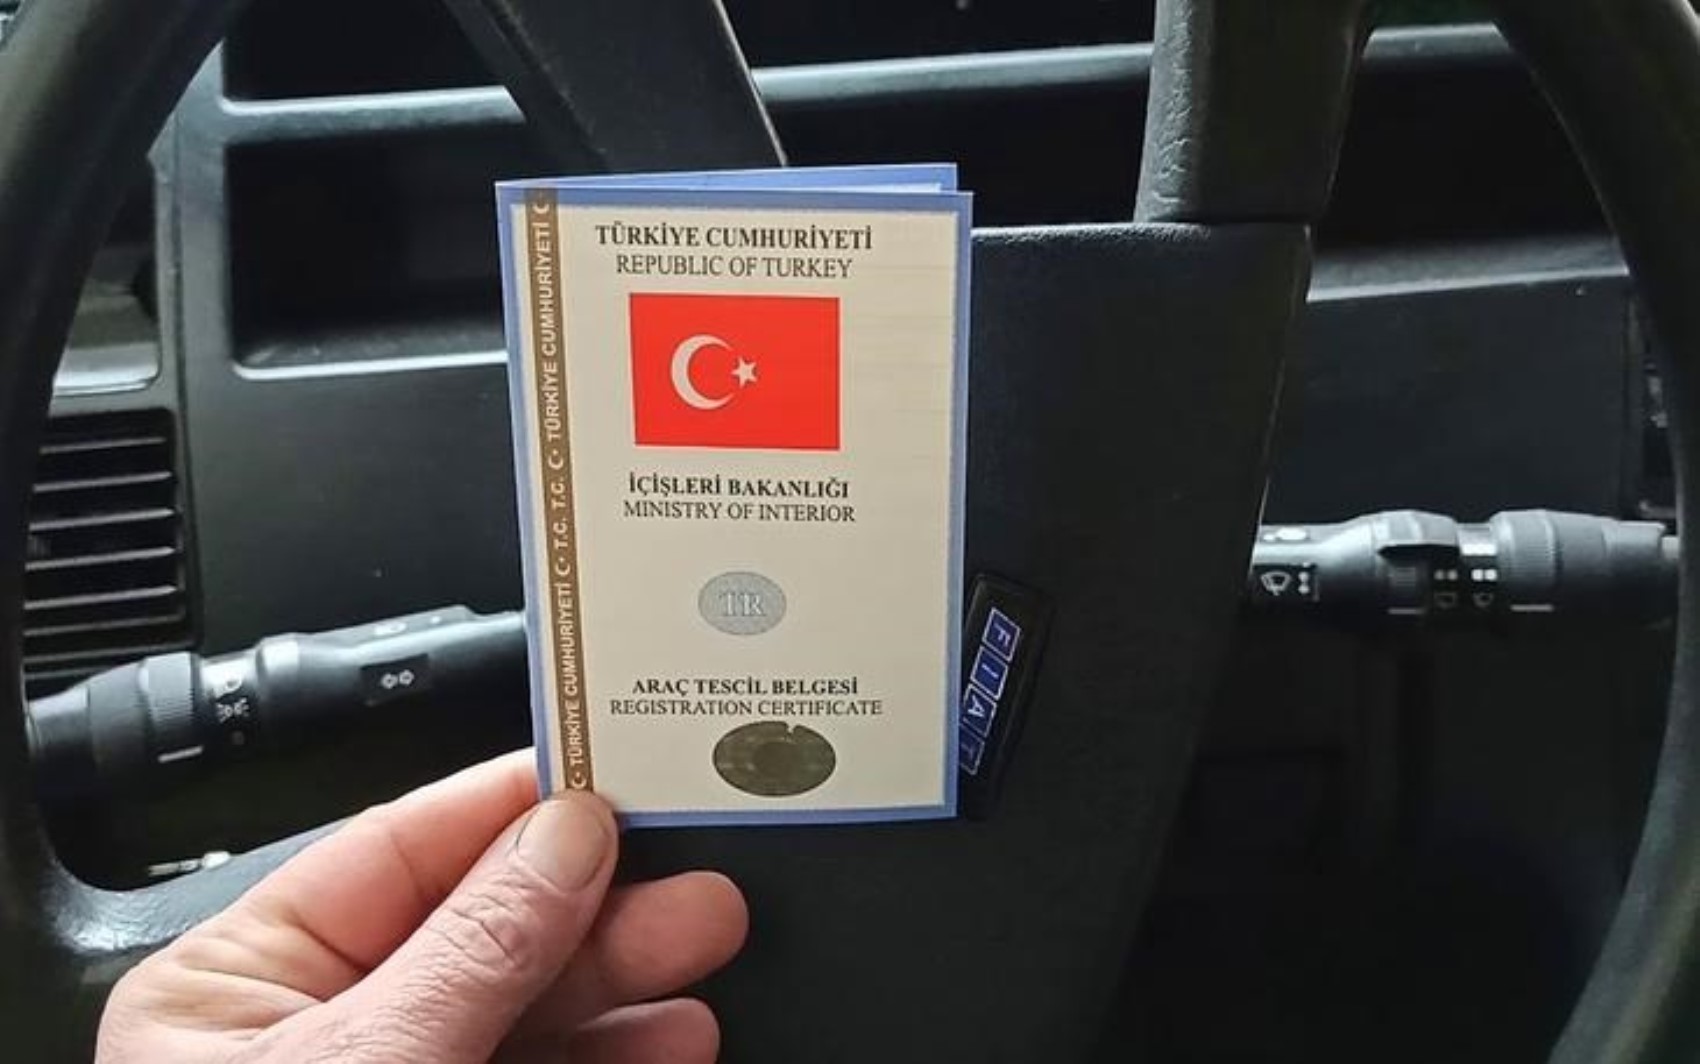 TÜRKİYE CUMHURİYETİ
REPUBLIC OF TURKEY
İÇİŞLERİ BAKANLIĞI
MINISTRY OF INTERIOR
TR
ARAÇ TESCİL BELGESİ
REGISTRATION CERTIFICATE
TÜRKİYE CUMHURİYETİ T.C. T.C. TÜRKİYE CUMHURİYETİ
FIAT